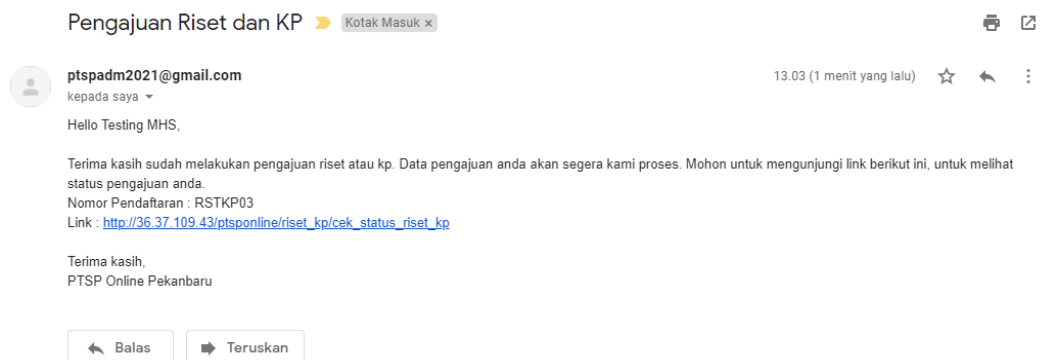 Pengajuan Riset dan KP Kotak Masuk ×
ptspadm2021@gmail.com 13.03 (1 menit yang lalu)
kepada saya
Hello Testing MHS,
Terima kasih sudah melakukan pengajuan riset atau kp. Data pengajuan anda akan segera kami proses. Mohon untuk mengunjungi link berikut ini, untuk melihat
status pengajuan anda.
Nomor Pendaftaran : RSTKP03
Link : http://36.37.109.43/ptsponline/riset_kp/cek_status_riset_kp
Terima kasih,
PTSP Online Pekanbaru
Balas Teruskan